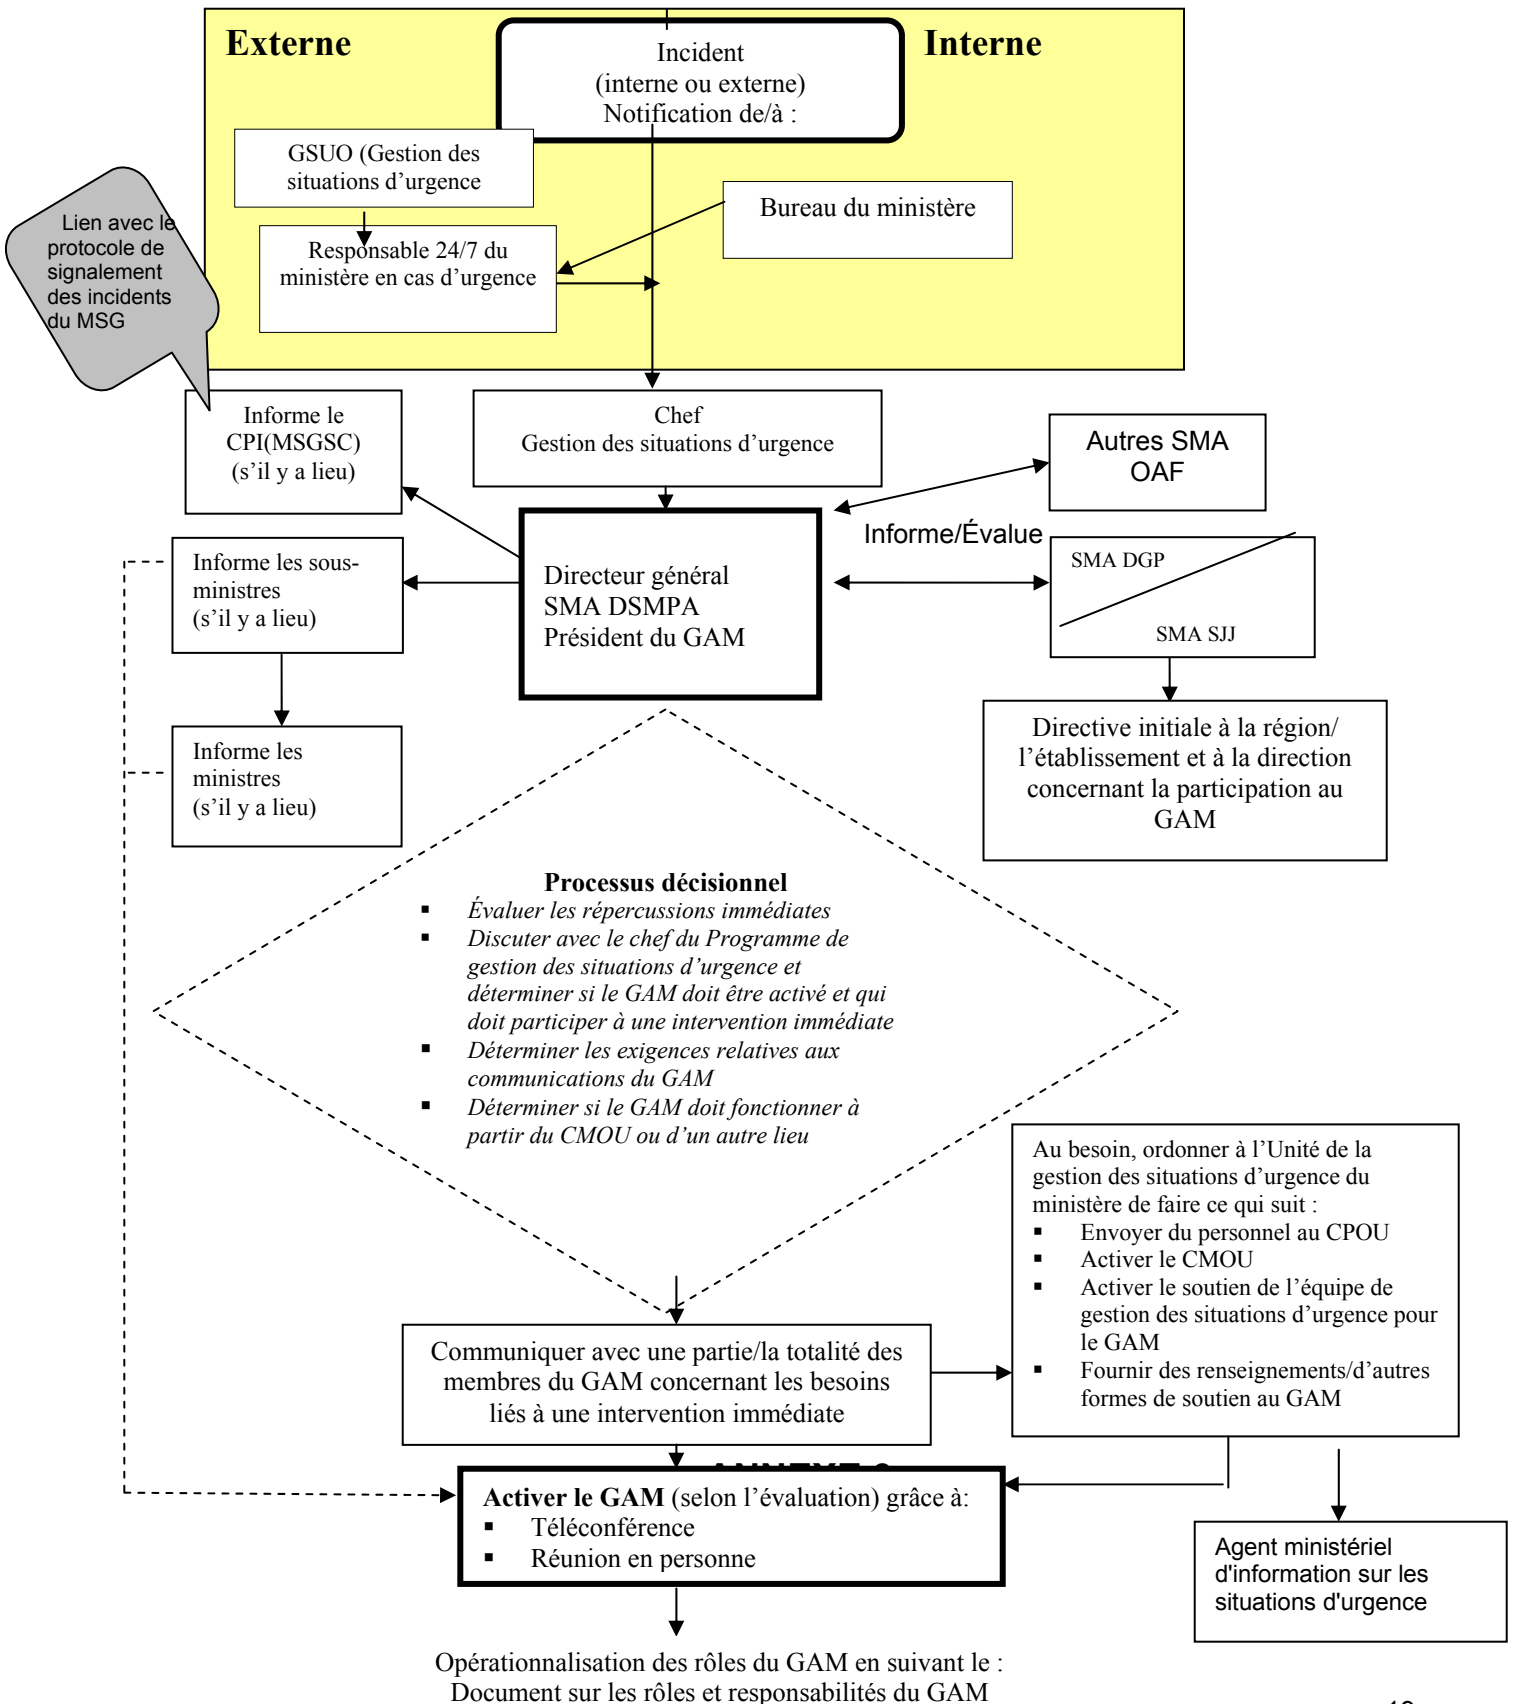 Externe
Interne
Incident
(interne ou externe)
Notification de/à :
GSUO (Gestion des
situations d’urgence
Bureau du ministère
Responsable 24/7 du
ministère en cas d’urgence
Lien avec le
protocole de
signalement
des incidents
du MSG
Informe le
CPI(MSGSC)
(s’il y a lieu)
Chef
Gestion des situations d’urgence
Autres SMA
OAF
Informe/Évalue
Informe les sous-
ministres
(s’il y a lieu)
Directeur général
SMA DSMPA
Président du GAM
SMA DGP
SMA SJJ
Informe les
ministres
(s’il y a lieu)
Directive initiale à la région/
l’établissement et à la direction
concernant la participation au
GAM
Processus décisionnel
▪ Évaluer les répercussions immédiates
▪ Discuter avec le chef du Programme de
gestion des situations d’urgence et
déterminer si le GAM doit être activé et qui
doit participer à une intervention immédiate
▪ Déterminer les exigences relatives aux
communications du GAM
▪ Déterminer si le GAM doit fonctionner à
partir du CMOU ou d’un autre lieu
Au besoin, ordonner à l’Unité de la
gestion des situations d’urgence du
ministère de faire ce qui suit :
▪ Envoyer du personnel au CPOU
▪ Activer le CMOU
▪ Activer le soutien de l’équipe de
gestion des situations d’urgence pour
le GAM
▪ Fournir des renseignements/d’autres
formes de soutien au GAM
Communiquer avec une partie/la totalité des
membres du GAM concernant les besoins
liés à une intervention immédiate
Activer le GAM (selon l’évaluation) grâce à:
▪ Téléconférence
▪ Réunion en personne
Agent ministériel
d'information sur les
situations d'urgence
Opérationnalisation des rôles du GAM en suivant le :
Document sur les rôles et responsabilités du GAM